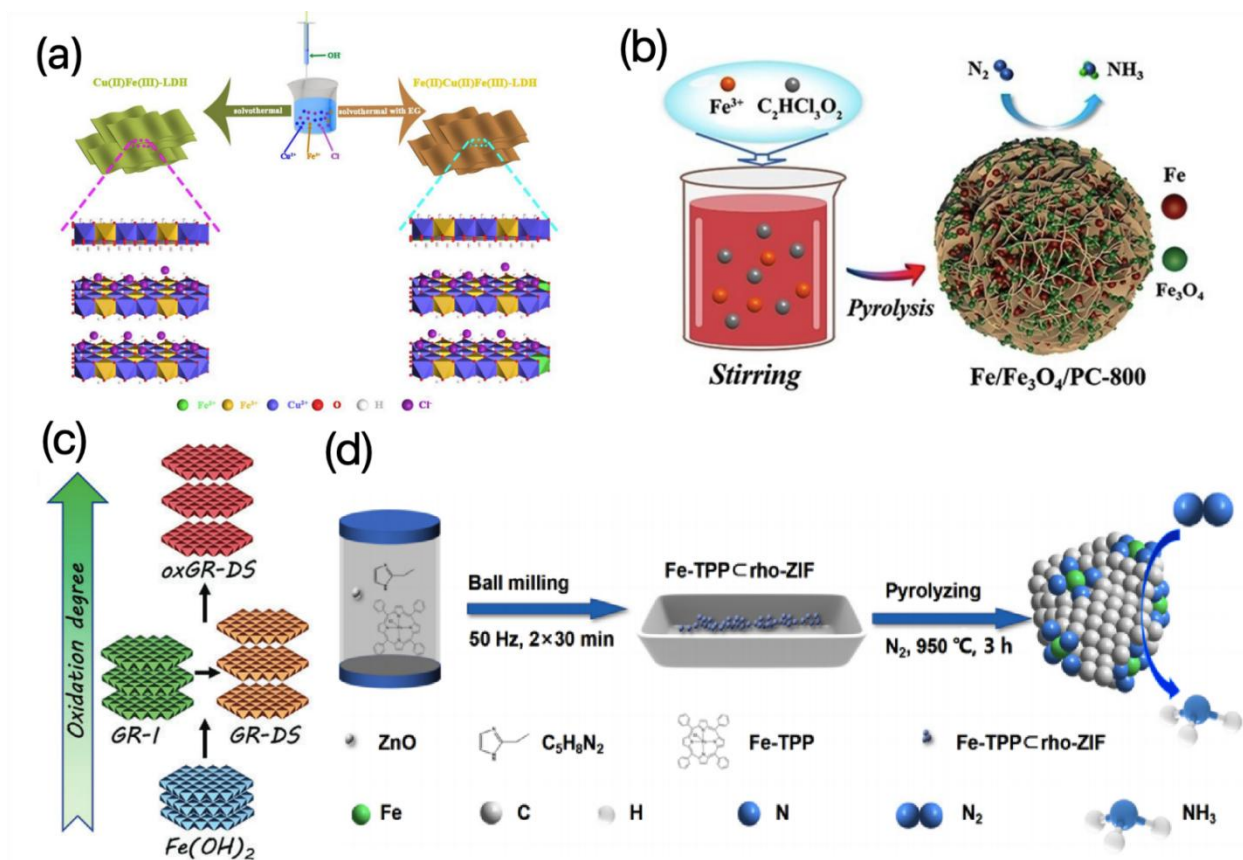 (a)
OH⁻
Cu(II)Fe(III)-LDH
Fe(II)Cu(II)Fe(III)-LDH
solvothermal
solvothermal with EG
Cu²⁺
Fe³⁺
Cl
Fe²⁺
Fe³⁺
Cu²⁺
O
H
Cl⁻
(b)
Fe³⁺
C₂HCl₃O₂
N₂
NH₃
Fe
Fe₃O₄
Pyrolysis
Stirring
Fe/Fe₃O₄/PC-800
(c)
Oxidation degree
oxGR-DS
GR-I
GR-DS
Fe(OH)₂
(d)
Ball milling
50 Hz, 2×30 min
Fe-TPP⊂rho-ZIF
Pyrolyzing
N₂, 950 ℃, 3 h
ZnO
C₅H₈N₂
Fe-TPP
Fe-TPP⊂rho-ZIF
Fe
C
H
N
N₂
NH₃